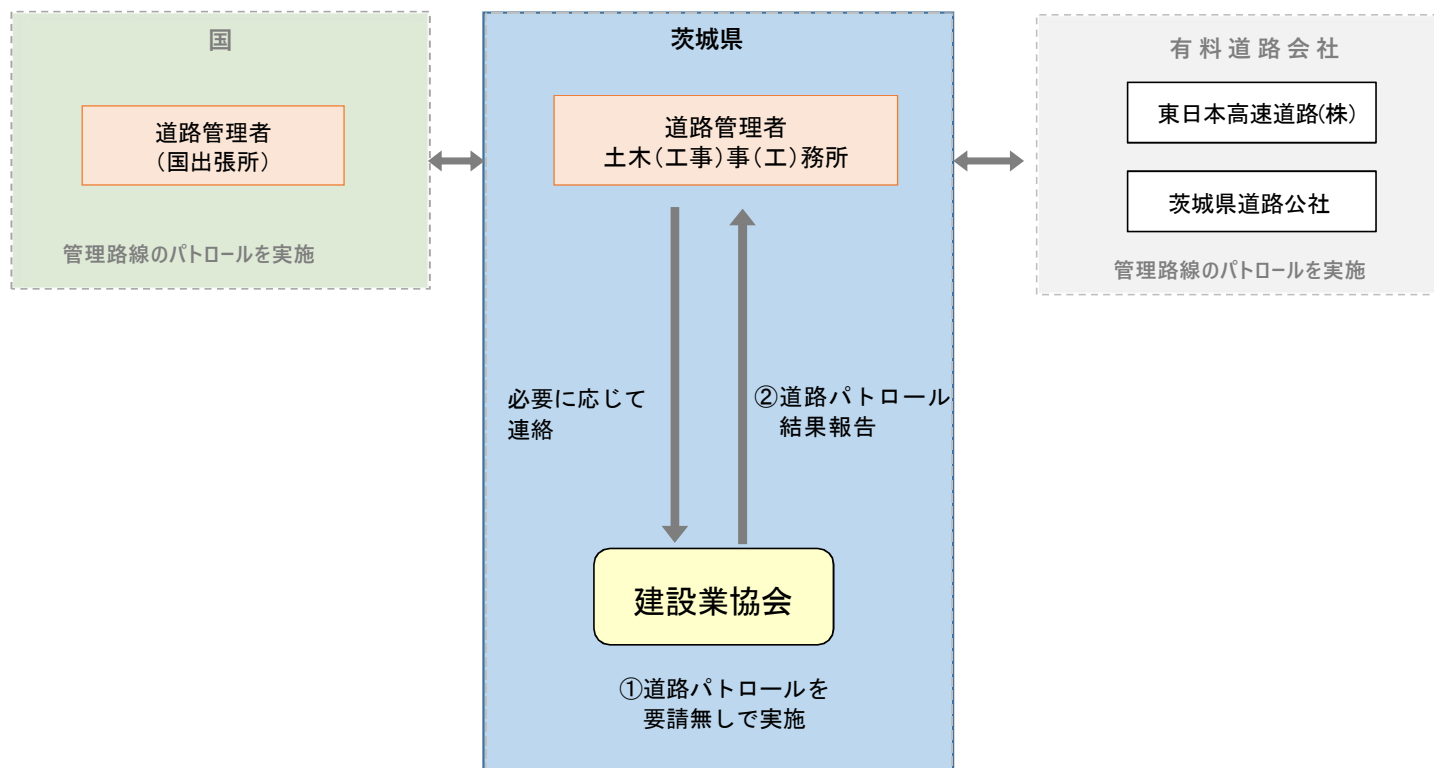 国
道路管理者
（国出張所）
管理路線のパトロールを実施
茨城県
道路管理者
土木（工事）事（工）務所
必要に応じて
連絡
②道路パトロール
結果報告
建設業協会
①道路パトロールを
要請無しで実施
有料道路会社
東日本高速道路(株)
茨城県道路公社
管理路線のパトロールを実施